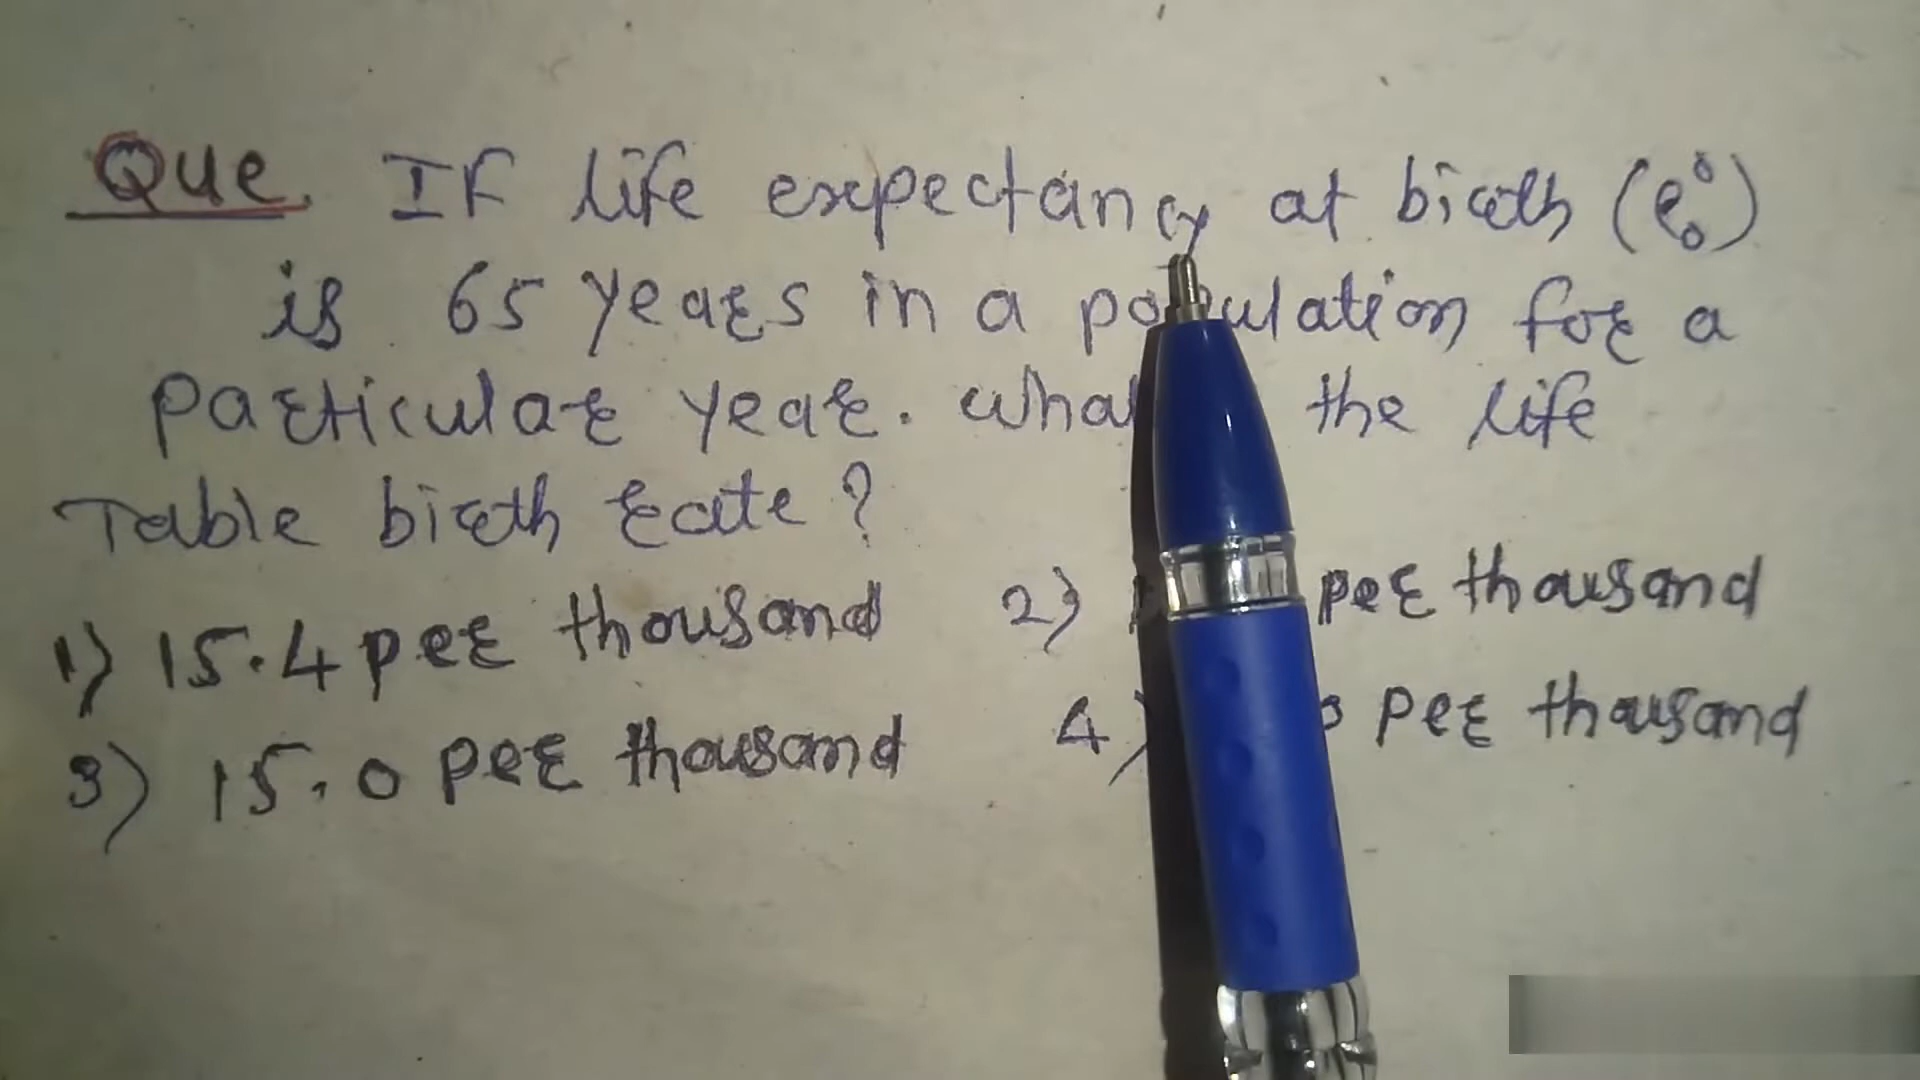 Que. If life expectancy at birth (e°₀)
is 65 years in a population for a
particular year. what the life
Table birth rate?
1) 15.4 per thousand 2) per thousand
3) 15.0 per thousand 4) per thousand